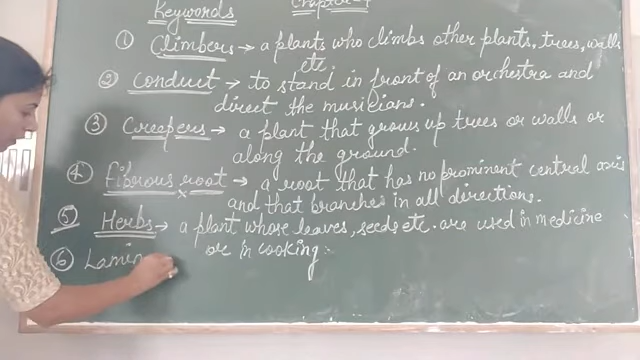 Keywords Chapter-4
① Climbers → a plants who climbs other plants, trees, walls
etc.
② conduct → to stand in front of an orchestra and
direct the musicians.
③ Creepers → a plant that grows up trees or walls or
along the ground.
④ fibrous root → a root that has no prominent central axis
and that branches in all directions.
⑤ Herbs → a plant whose leaves, seeds etc. are used in medicine
or in cooking.
⑥ Lamin